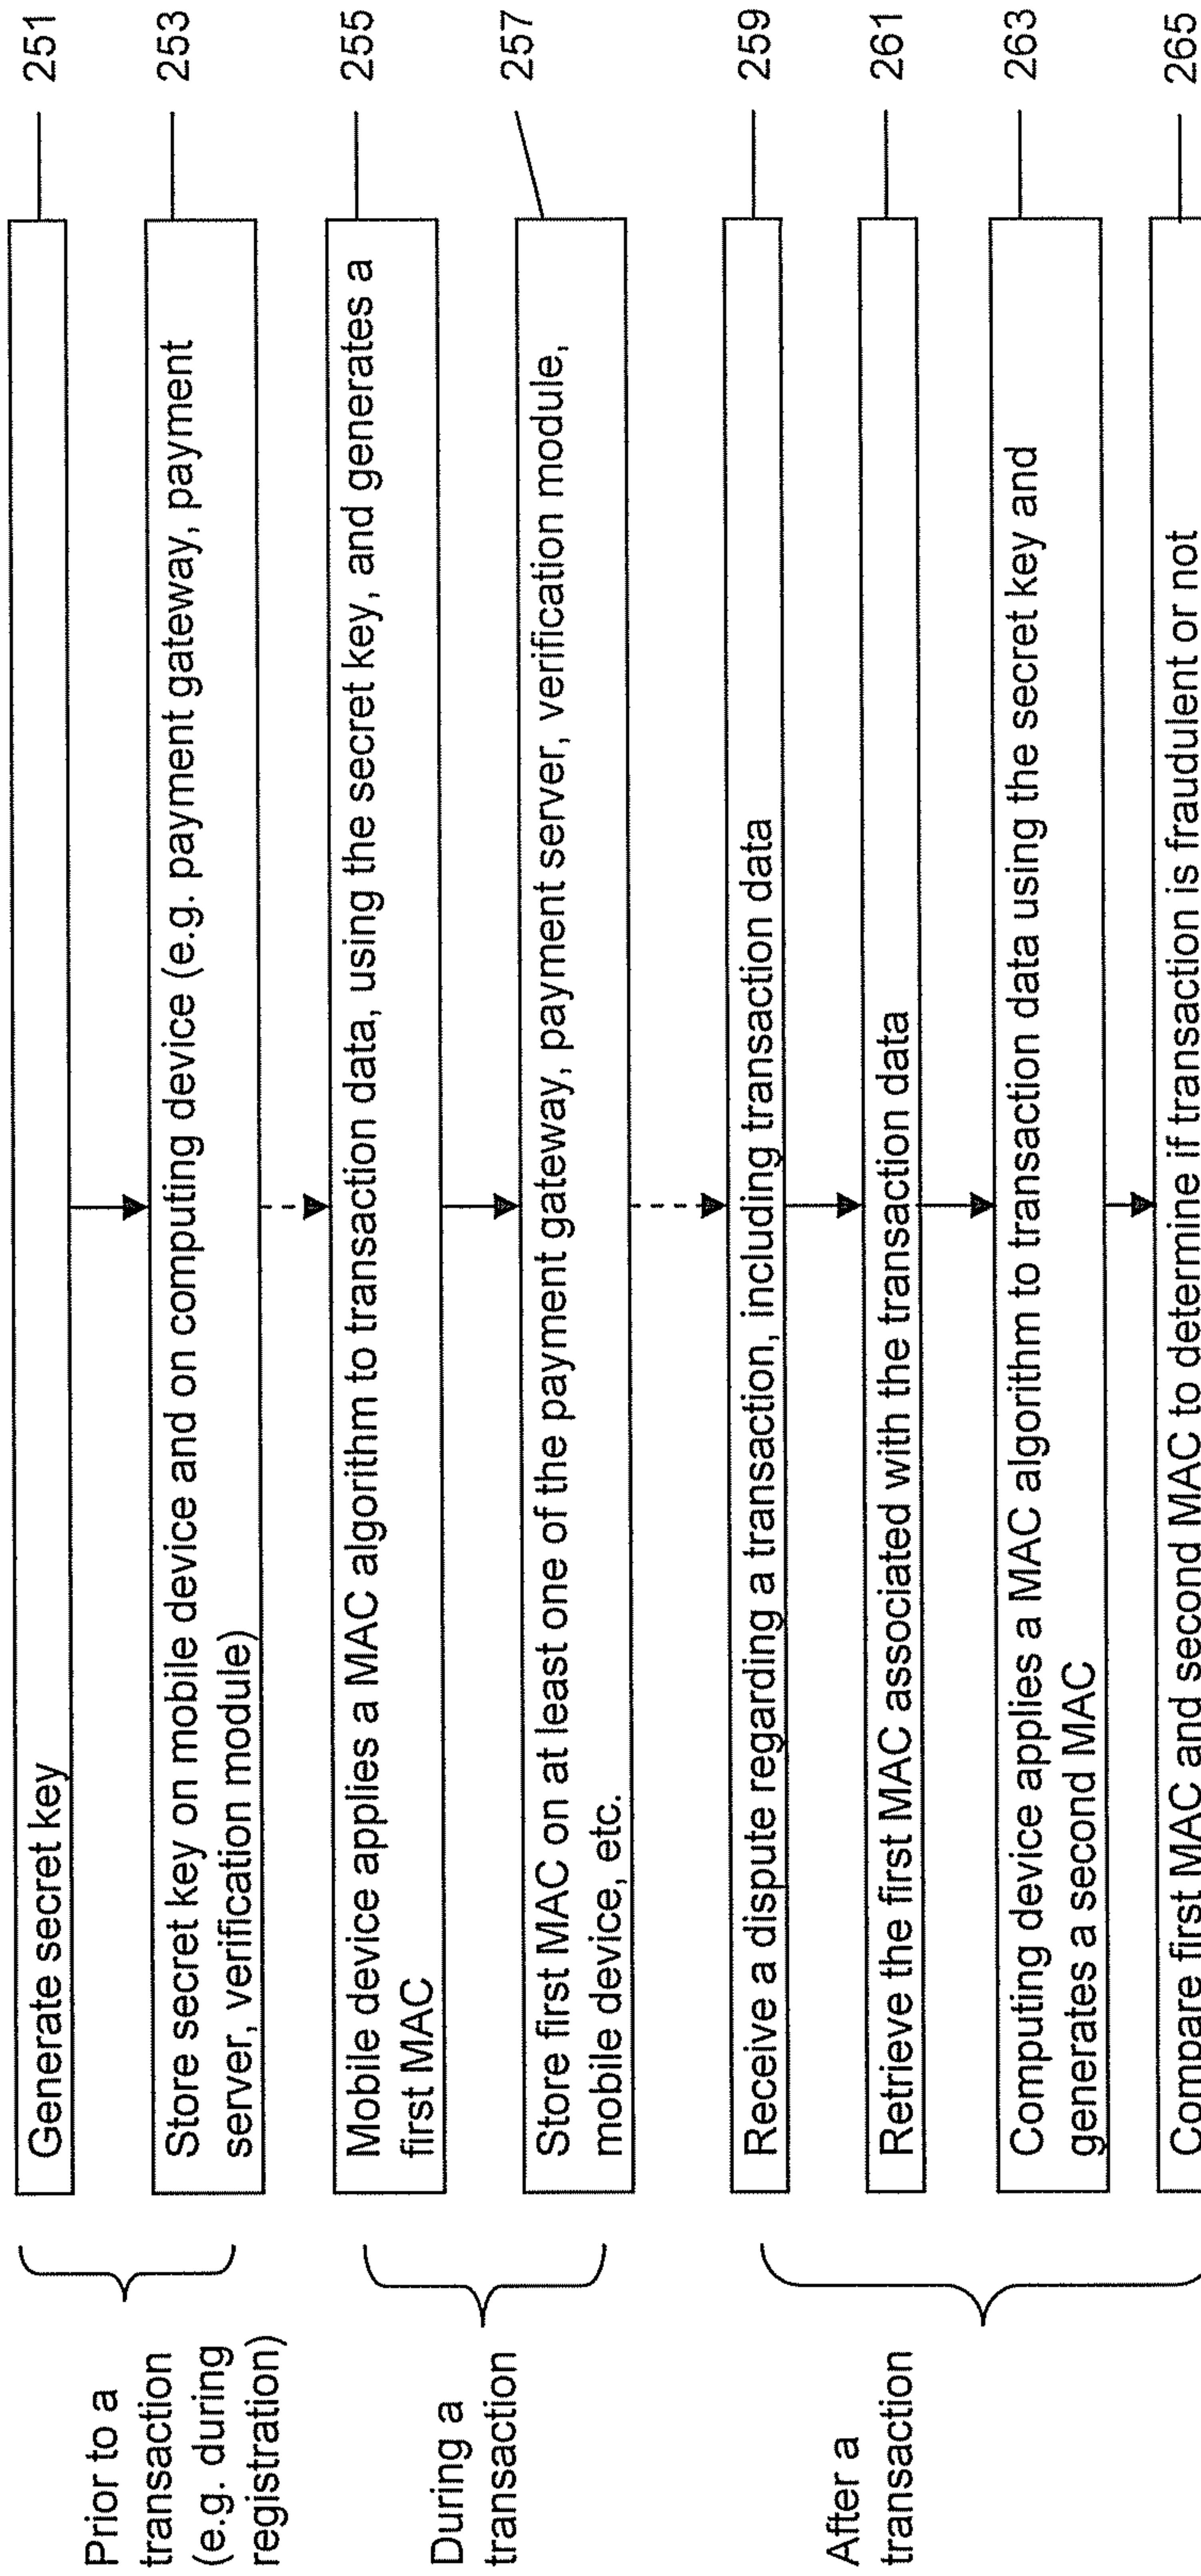 Prior to a
transaction
(e.g. during
registration)
Generate secret key
251
Store secret key on mobile device and on computing device (e.g. payment gateway, payment
server, verification module)
253
During a
transaction
Mobile device applies a MAC algorithm to transaction data, using the secret key, and generates a
first MAC
255
Store first MAC on at least one of the payment gateway, payment server, verification module,
mobile device, etc.
257
After a
transaction
Receive a dispute regarding a transaction, including transaction data
259
Retrieve the first MAC associated with the transaction data
261
Computing device applies a MAC algorithm to transaction data using the secret key and
generates a second MAC
263
Compare first MAC and second MAC to determine if transaction is fraudulent or not
265